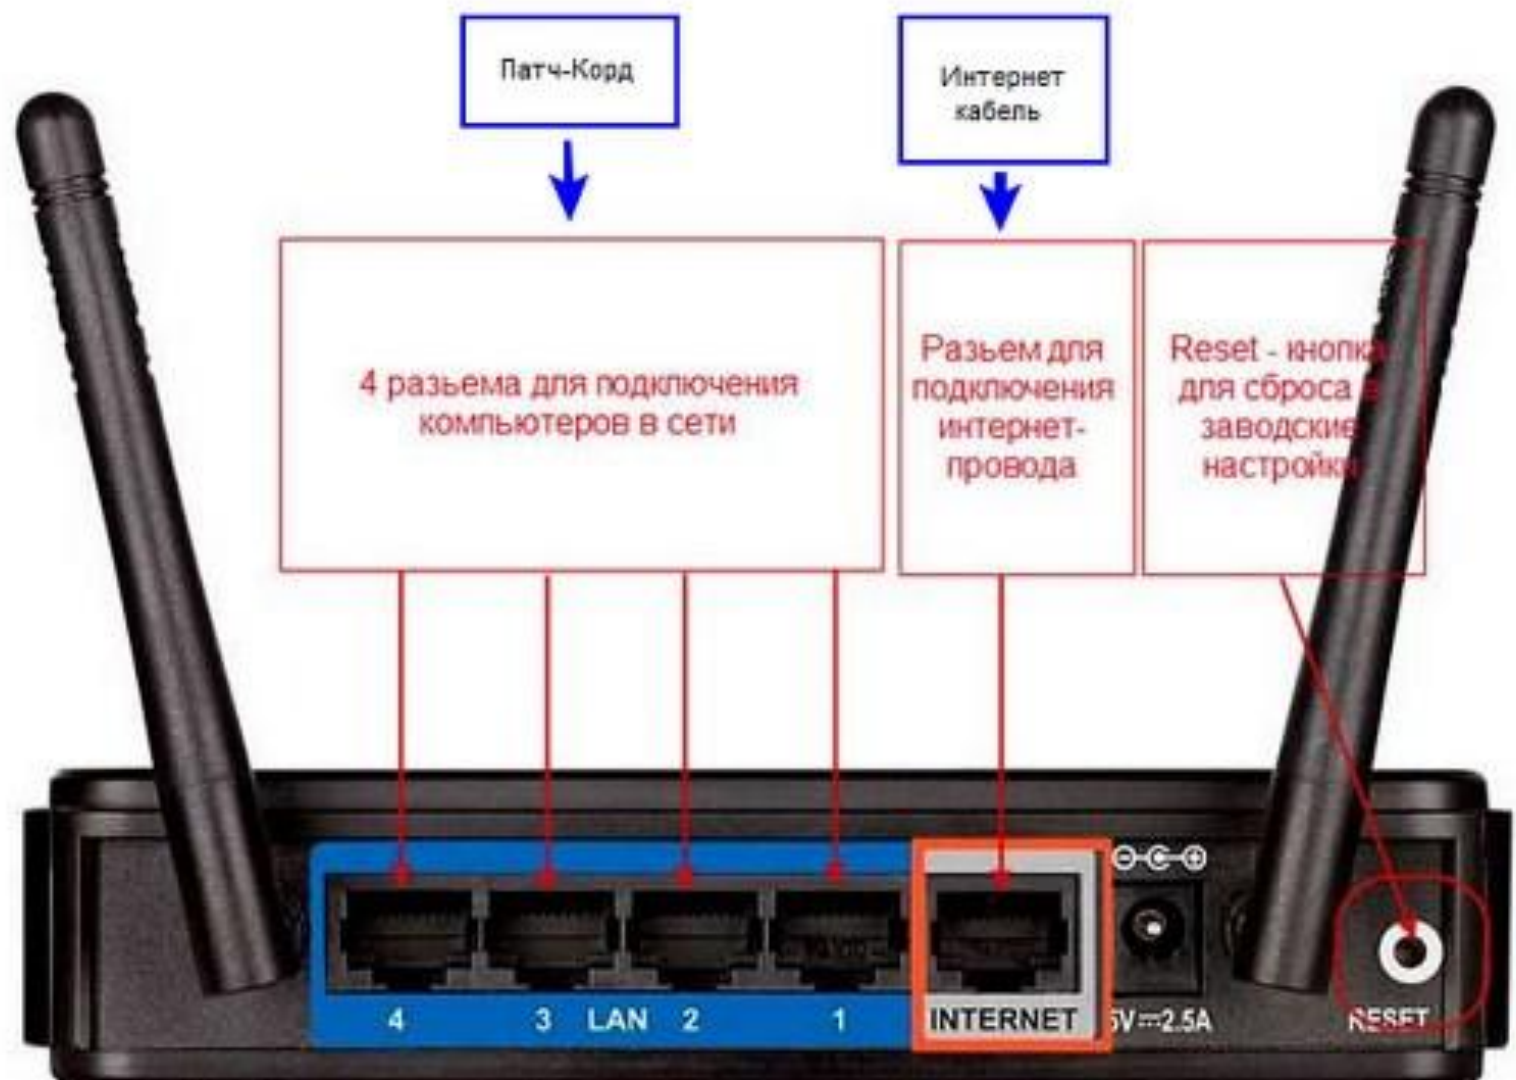 Патч-Корд
Интернет
кабель
4 разьема для подключения
компьютеров в сети
Разьем для
подключения
интернет-
провода
Reset - кнопка
для сброса в
заводские
настройки
4
3
LAN
2
1
INTERNET
5V 2.5A
RESET